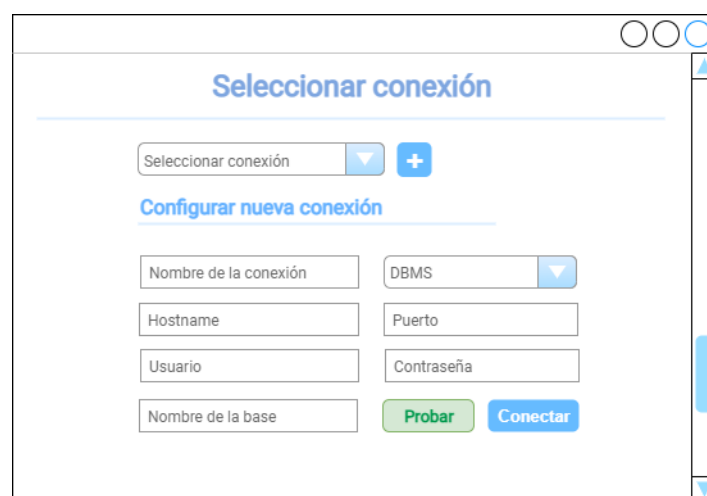 Seleccionar conexión
Seleccionar conexión +
Configurar nueva conexión
Nombre de la conexión DBMS
Hostname Puerto
Usuario Contraseña
Nombre de la base Probar Conectar